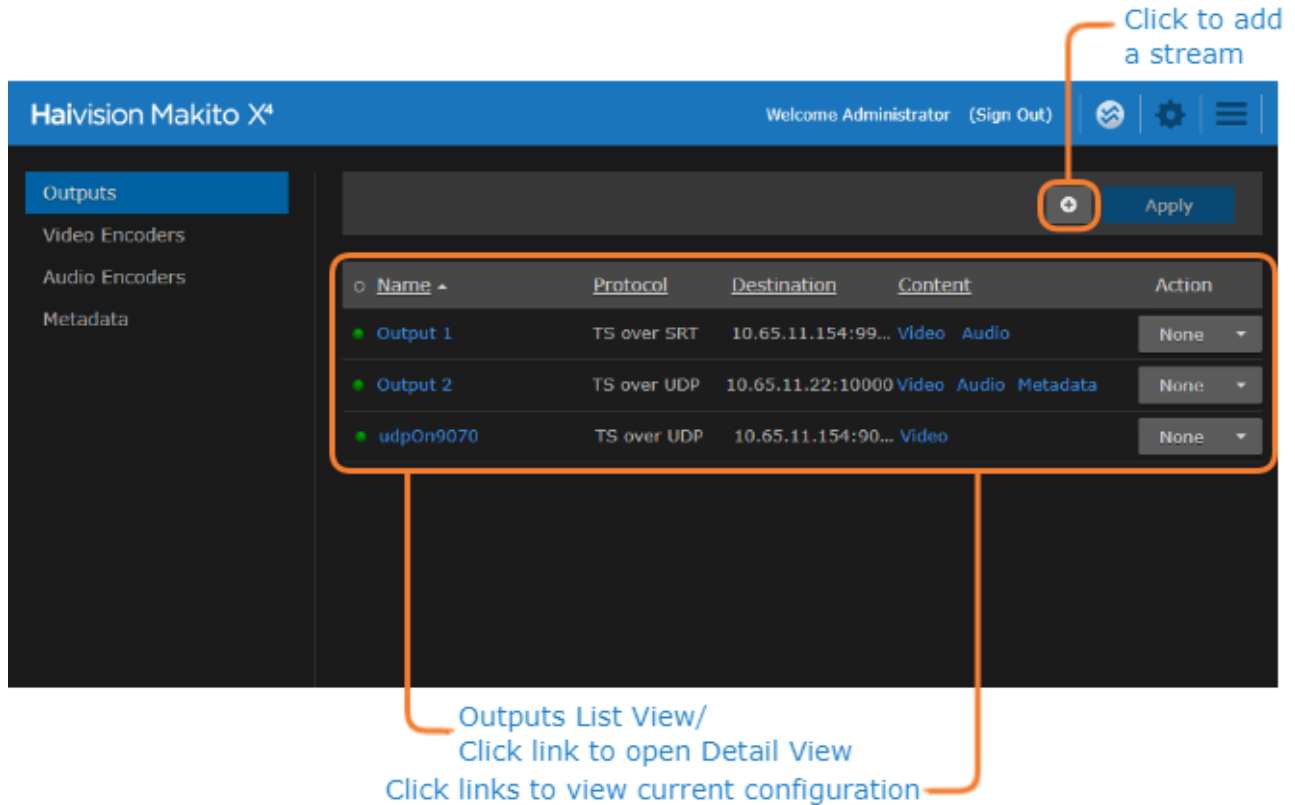 Click to add
a stream
Haivision Makito X⁴
Welcome Administrator (Sign Out)
Outputs
Video Encoders
Audio Encoders
Metadata
Apply
Name Protocol Destination Content Action
Output 1 TS over SRT 10.65.11.154:99... Video Audio None
Output 2 TS over UDP 10.65.11.22:10000 Video Audio Metadata None
udpOn9070 TS over UDP 10.65.11.154:90... Video None
Outputs List View/
Click link to open Detail View
Click links to view current configuration